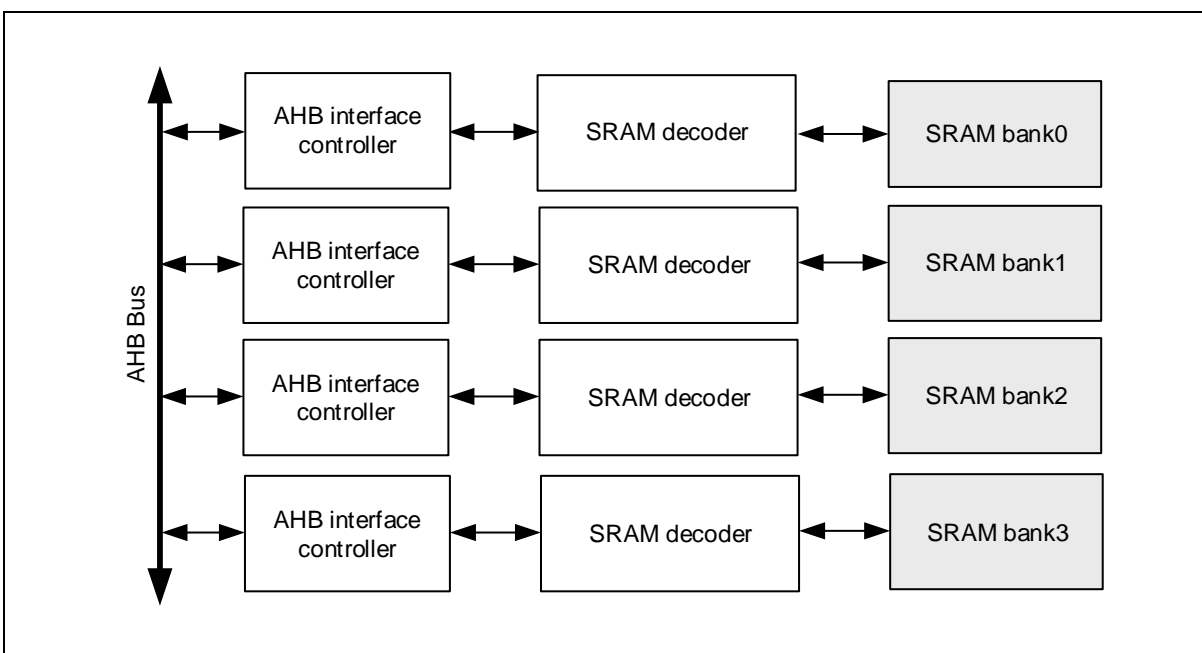 AHB Bus
AHB interface
controller
SRAM decoder
SRAM bank0
AHB interface
controller
SRAM decoder
SRAM bank1
AHB interface
controller
SRAM decoder
SRAM bank2
AHB interface
controller
SRAM decoder
SRAM bank3